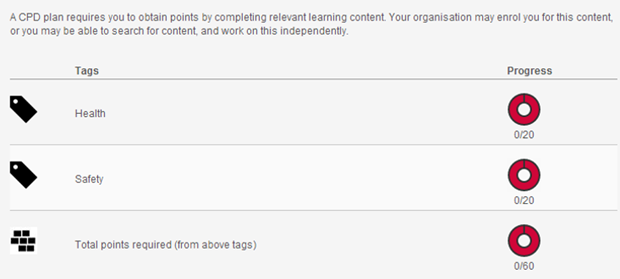 A CPD plan requires you to obtain points by completing relevant learning content. Your organisation may enrol you for this content,
or you may be able to search for content, and work on this independently.
Tags Progress
Health
0/20
Safety
0/20
Total points required (from above tags)
0/60